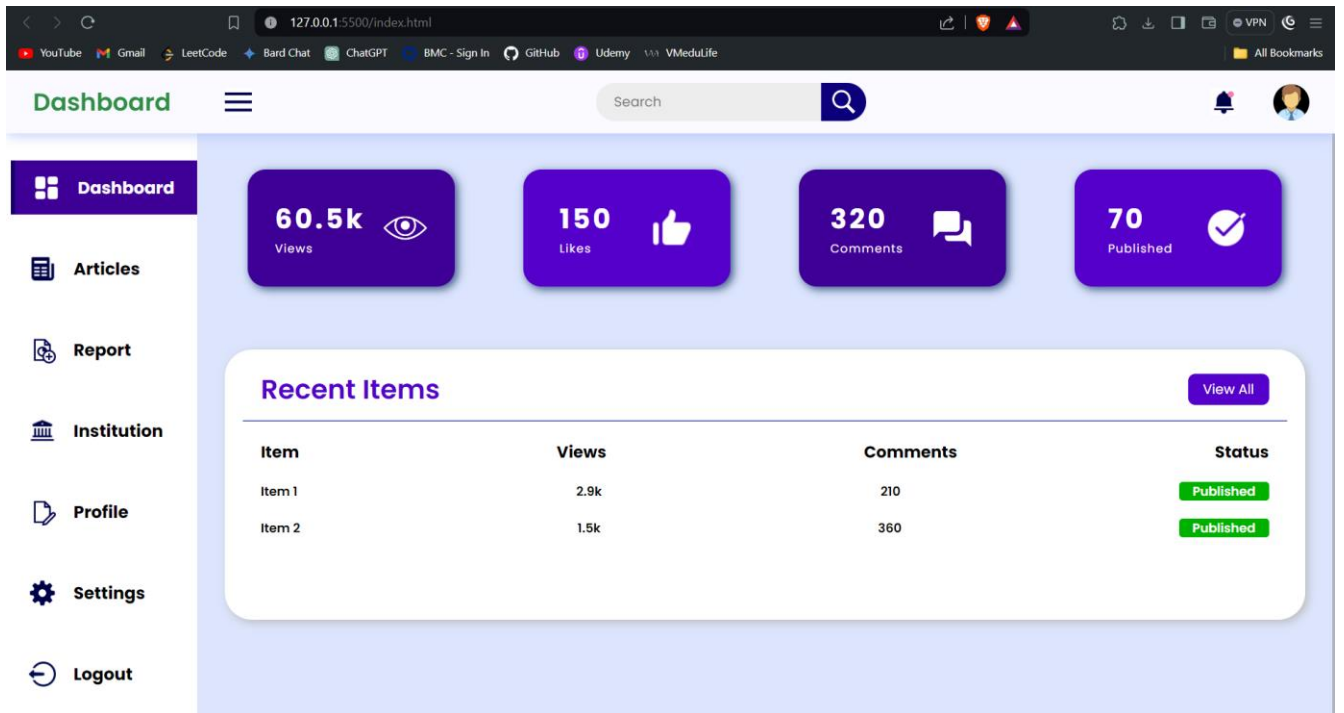 127.0.0.1:5500/index.html
VPN
YouTube Gmail LeetCode Bard Chat ChatGPT BMC - Sign In GitHub Udemy VMeduLife All Bookmarks
Dashboard Search
Dashboard
Articles
Report
Institution
Profile
Settings
Logout
60.5k
Views
150
Likes
320
Comments
70
Published
Recent Items View All
Item Views Comments Status
Item 1 2.9k 210 Published
Item 2 1.5k 360 Published